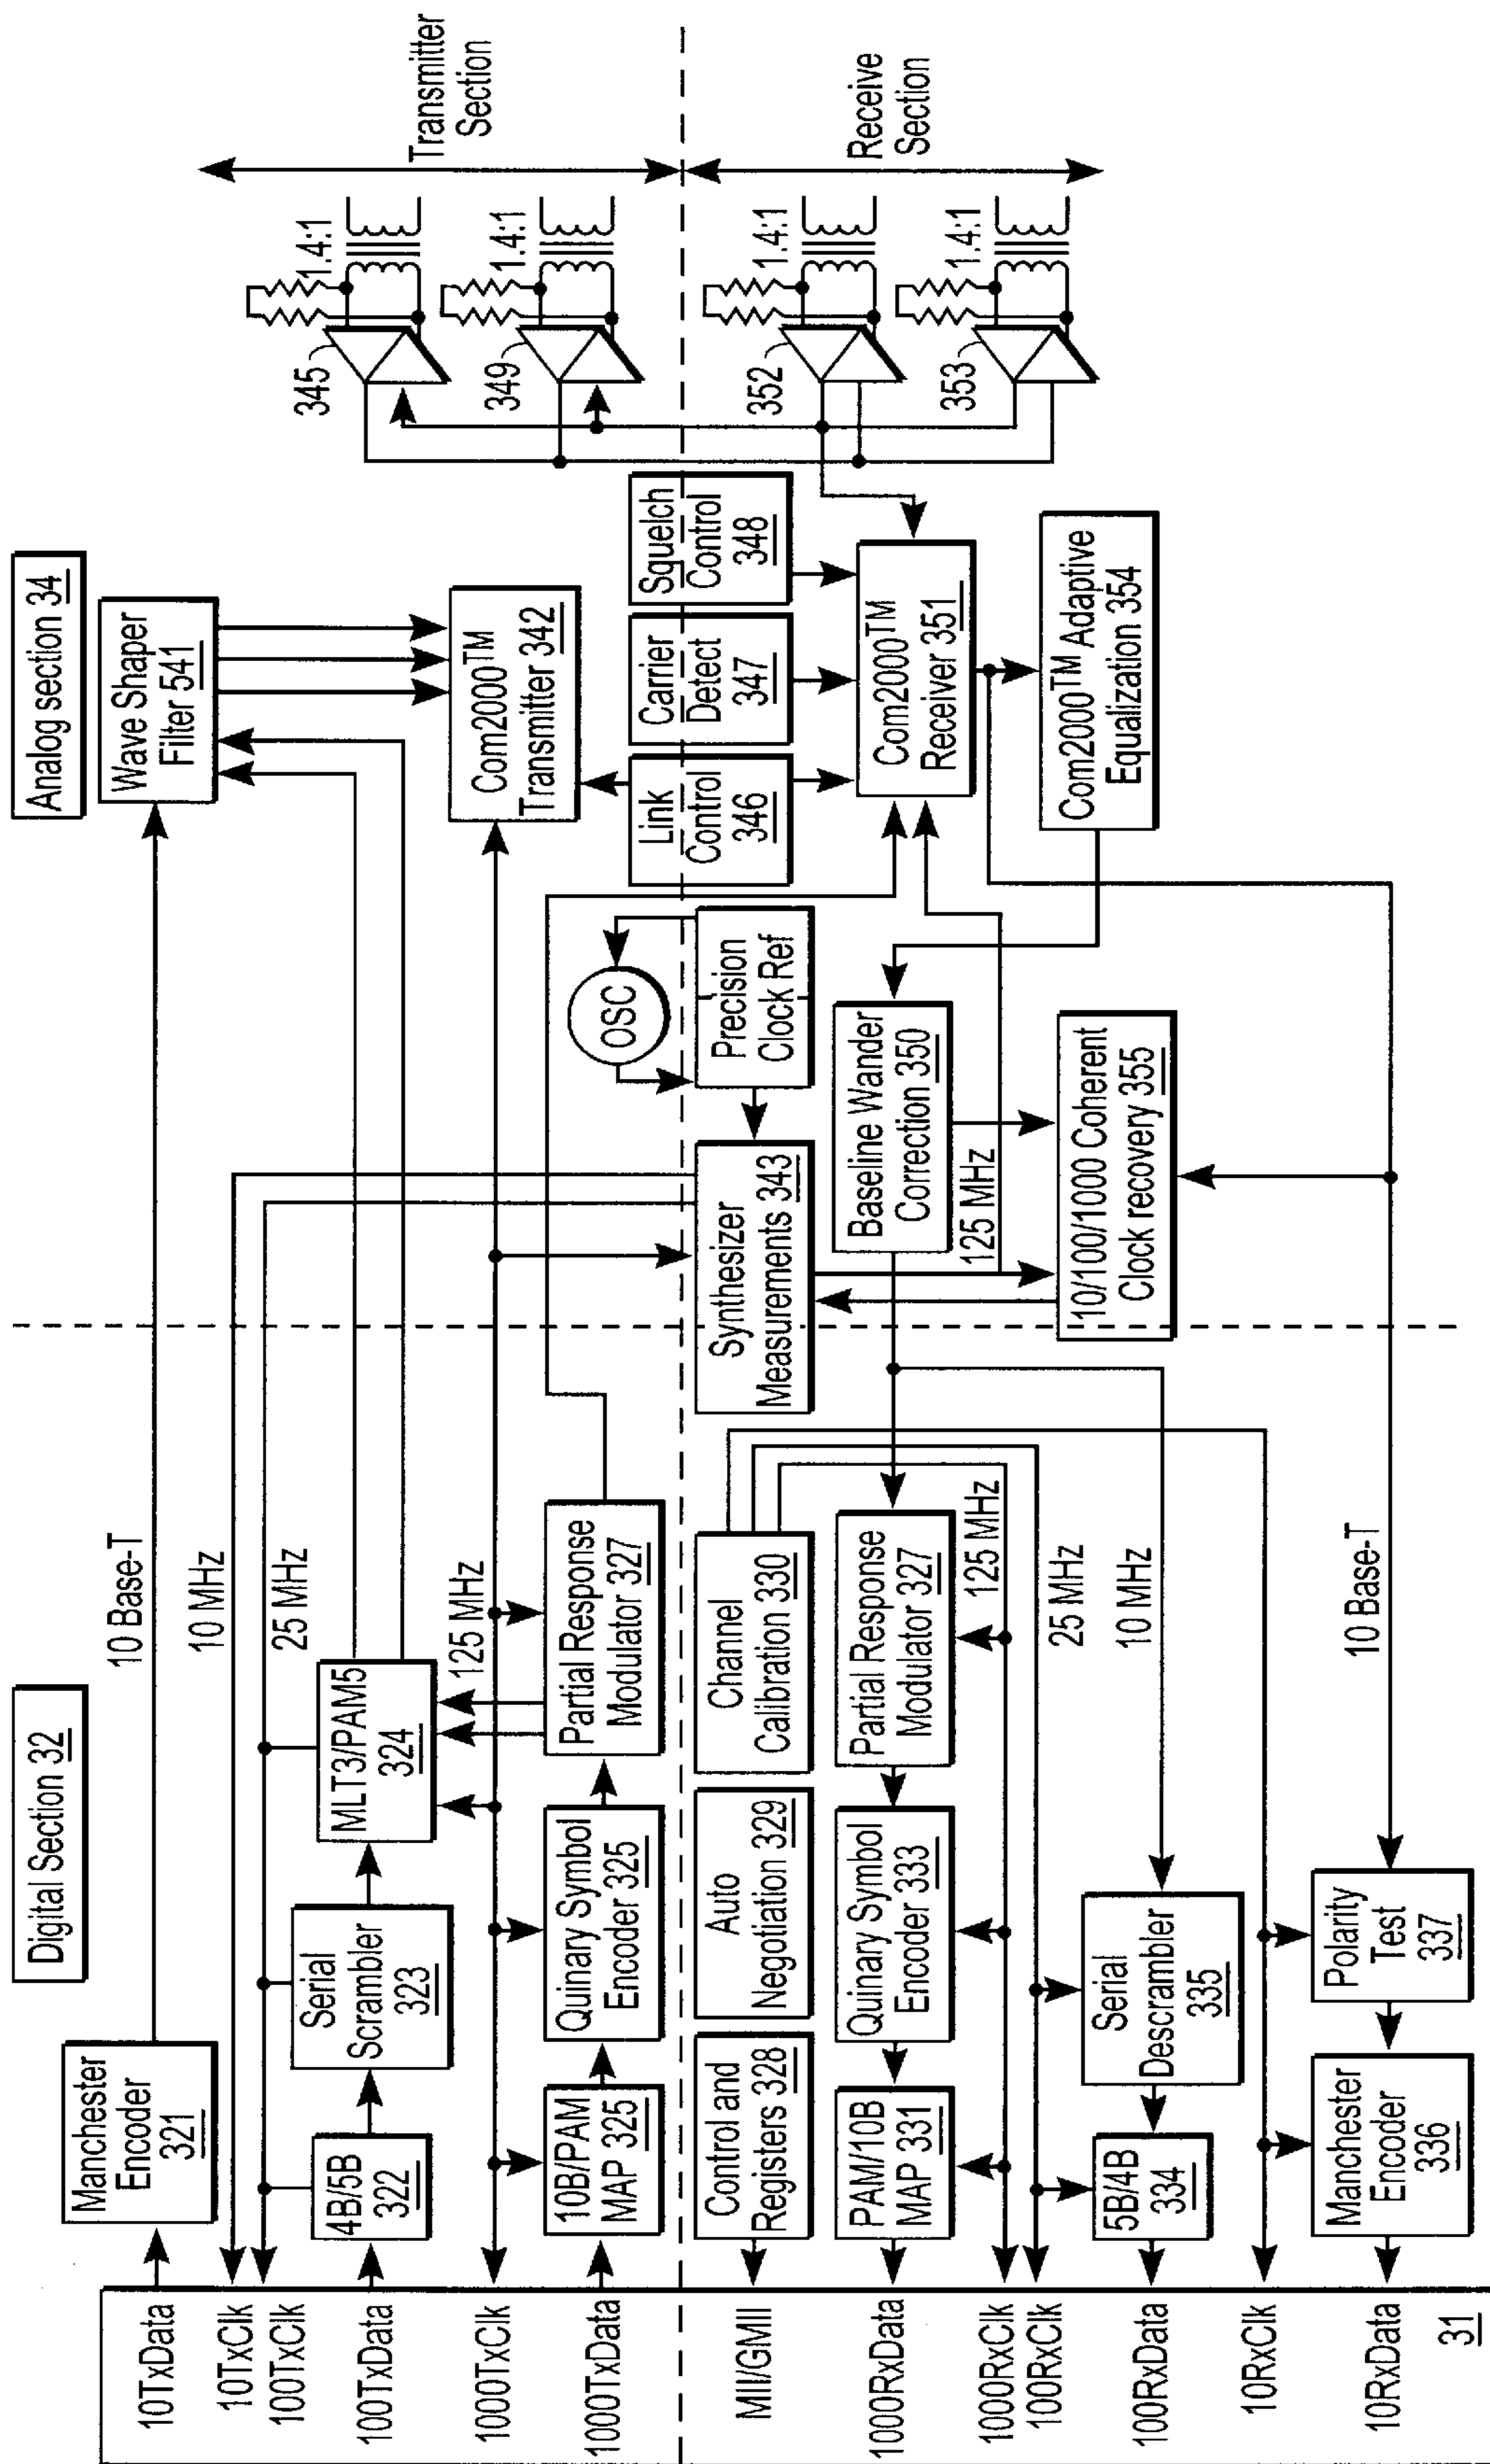 Digital Section 32
Analog section 34
10TxData
10TxClk
100TxClk
100TxData
1000TxClk
1000TxData
MII/GMII
1000RxData
1000RxClk
100RxClk
100RxData
10RxClk
10RxData
31
Manchester
Encoder
321
10 Base-T
Wave Shaper
Filter 541
10 MHz
25 MHz
4B/5B
322
Serial
Scrambler
323
MLT3/PAM5
324
125 MHz
Com2000™
Transmitter 342
10B/PAM
MAP 325
Quinary Symbol
Encoder 325
Partial Response
Modulator 327
OSC
Precision
Clock Ref
Link
Control
346
Carrier
Detect
347
Squelch
Control
348
345
1.4:1
349
1.4:1
Transmitter
Section
Receive
Section
352
1.4:1
353
1.4:1
Control and
Registers 328
Auto
Negotiation 329
Channel
Calibration 330
Synthesizer
Measurements 343
PAM/10B
MAP 331
Quinary Symbol
Encoder 333
Partial Response
Modulator 327
125 MHz
Baseline Wander
Correction 350
125 MHz
Com2000™
Receiver 351
25 MHz
10 MHz
5B/4B
334
Serial
Descrambler
335
10/100/1000 Coherent
Clock recovery 355
Com2000™ Adaptive
Equalization 354
Manchester
Encoder
336
Polarity
Test
337
10 Base-T